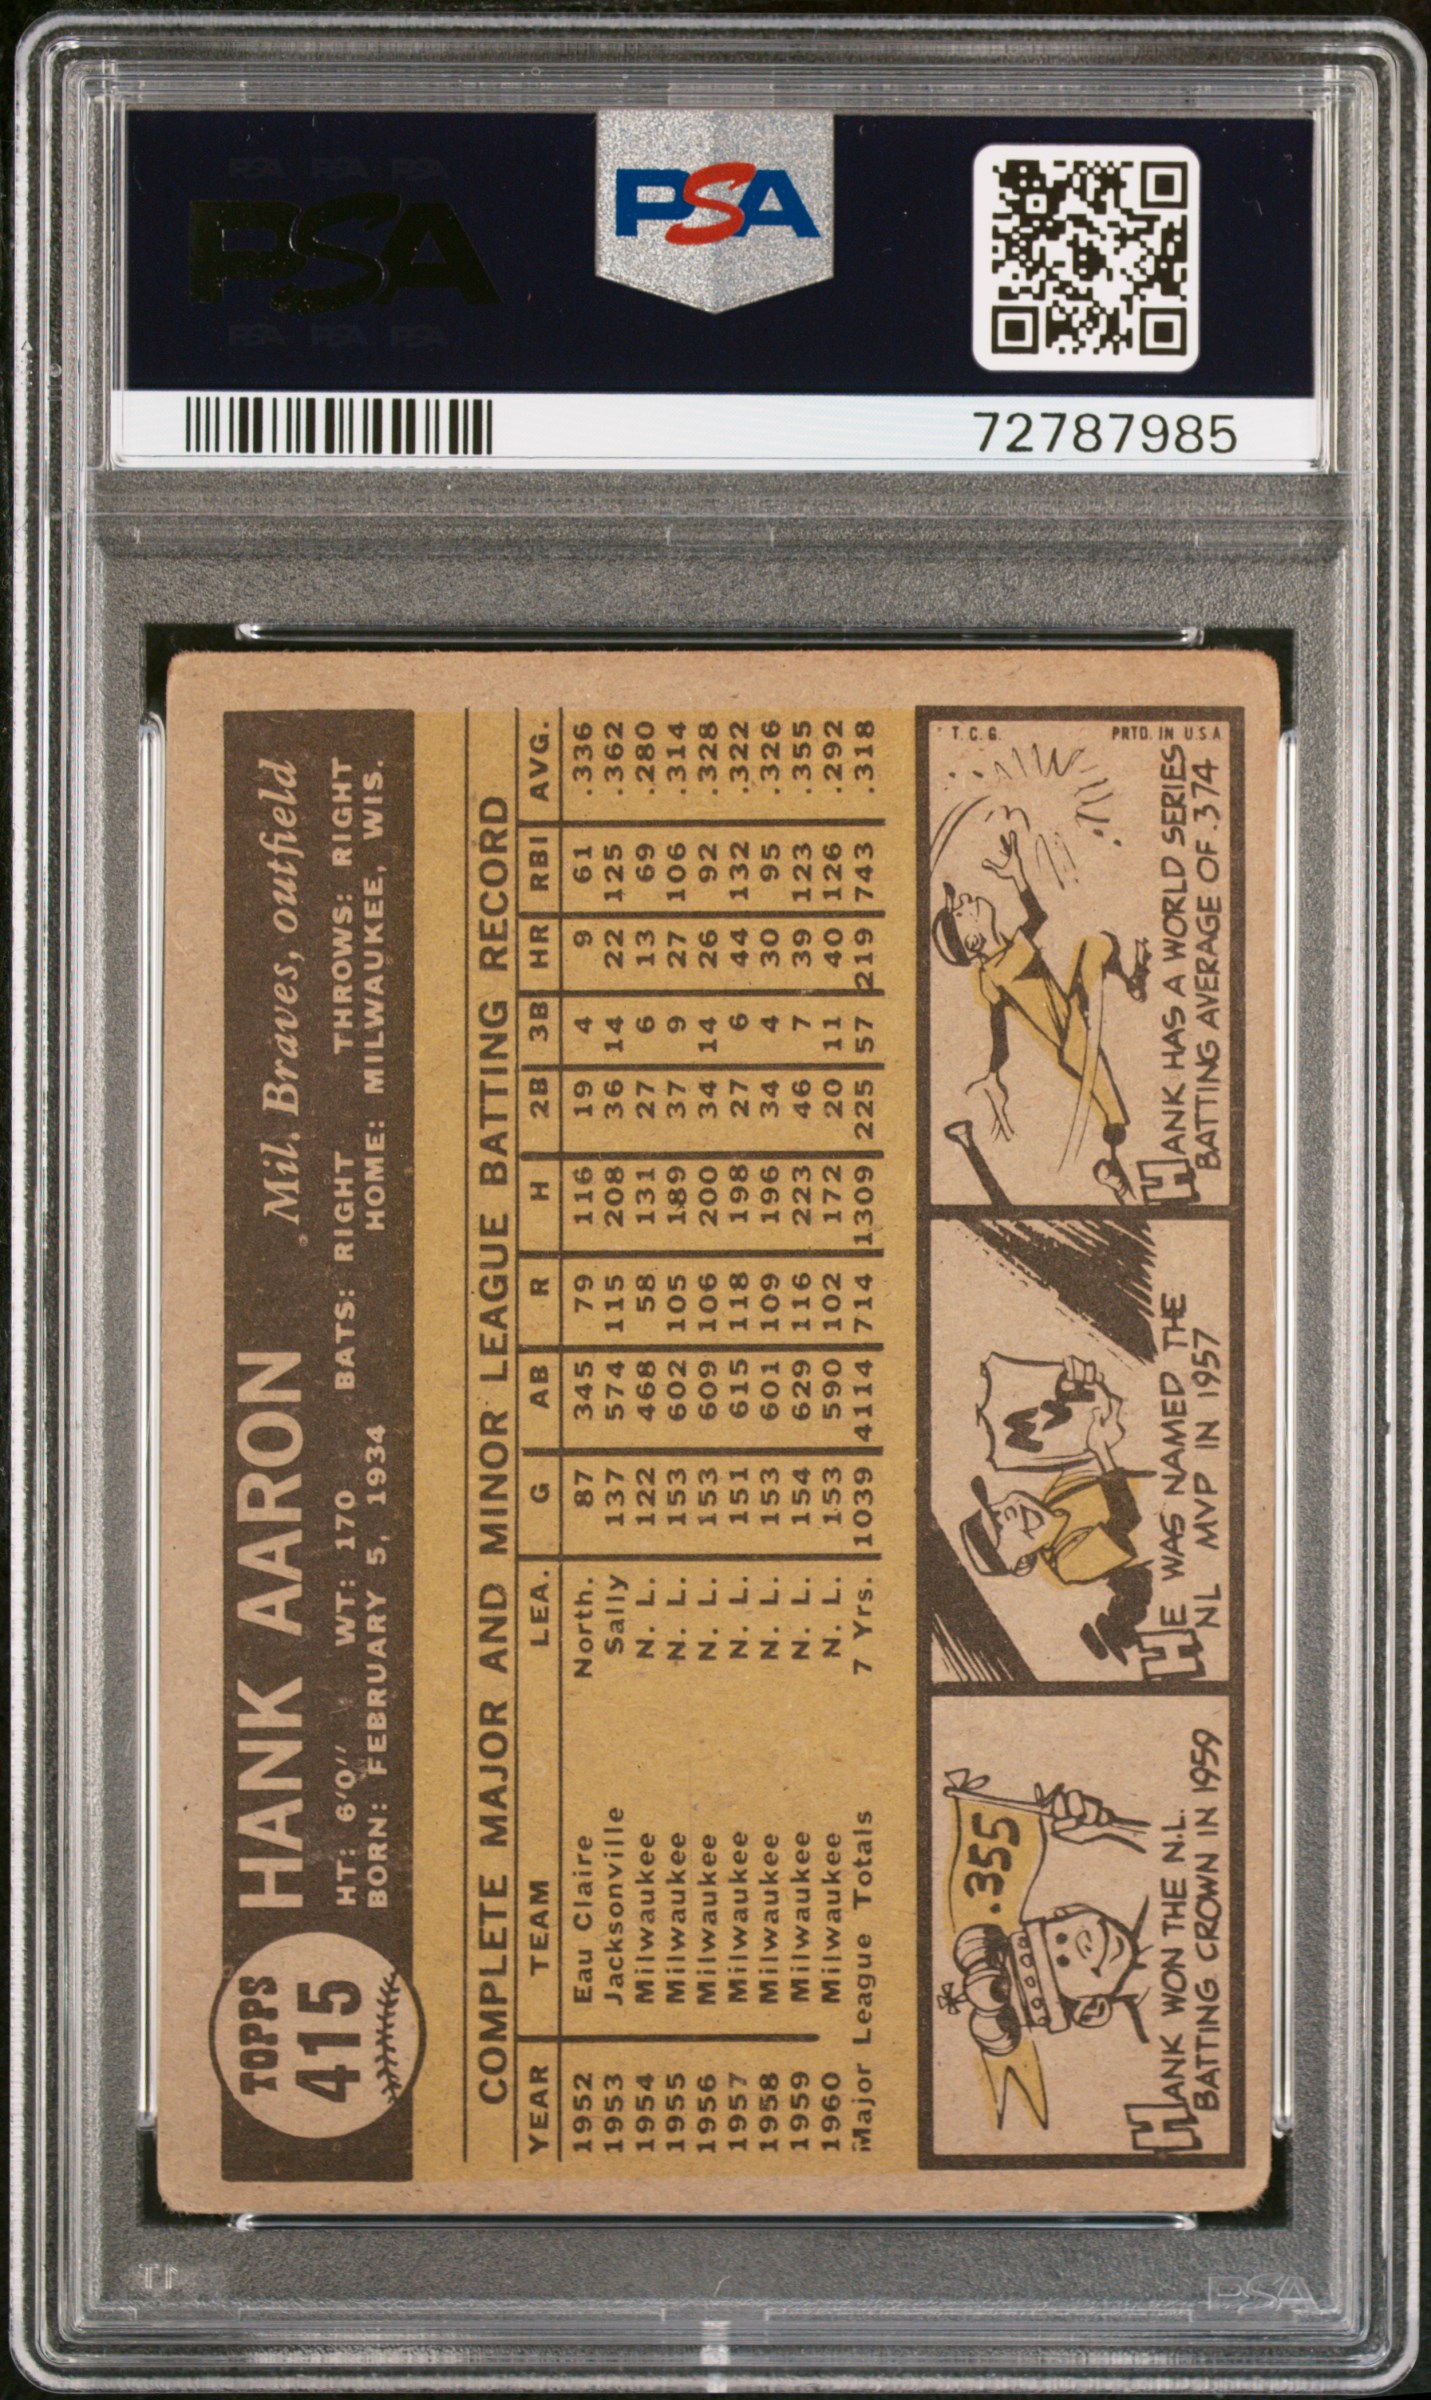 PSA PSA PSA
PSA
PSA PSA PSA
PSA
72787985
TOPPS
415
HANK AARON
Mil. Braves, outfield
HT: 6'0" WT: 170 BATS: RIGHT THROWS: RIGHT
BORN: FEBRUARY 5, 1934 HOME: MILWAUKEE, WIS.
COMPLETE MAJOR AND MINOR LEAGUE BATTING RECORD
YEAR TEAM LEA. G AB R H 2B 3B HR RBI AVG.
1952 Eau Claire North. 87 345 79 116 19 4 9 61 .336
1953 Jacksonville Sally 137 574 115 208 36 14 22 125 .362
1954 Milwaukee N. L. 122 468 58 131 27 6 13 69 .280
1955 Milwaukee N. L. 153 602 105 189 37 9 27 106 .314
1956 Milwaukee N. L. 153 609 106 200 34 14 26 92 .328
1957 Milwaukee N. L. 151 615 118 198 27 6 44 132 .322
1958 Milwaukee N. L. 153 601 109 196 34 4 30 95 .326
1959 Milwaukee N. L. 154 629 116 223 46 7 39 123 .355
1960 Milwaukee N. L. 153 590 102 172 20 11 40 126 .292
Major League Totals 7 Yrs. 1039 4114 714 1309 225 57 219 743 .318
.355
HANK WON THE N.L.
BATTING CROWN IN 1959
MVP
HE WAS NAMED THE
NL MVP IN 1957
T.C.G.
PRTD. IN U S A
HANK HAS A WORLD SERIES
BATTING AVERAGE OF .374
PSA